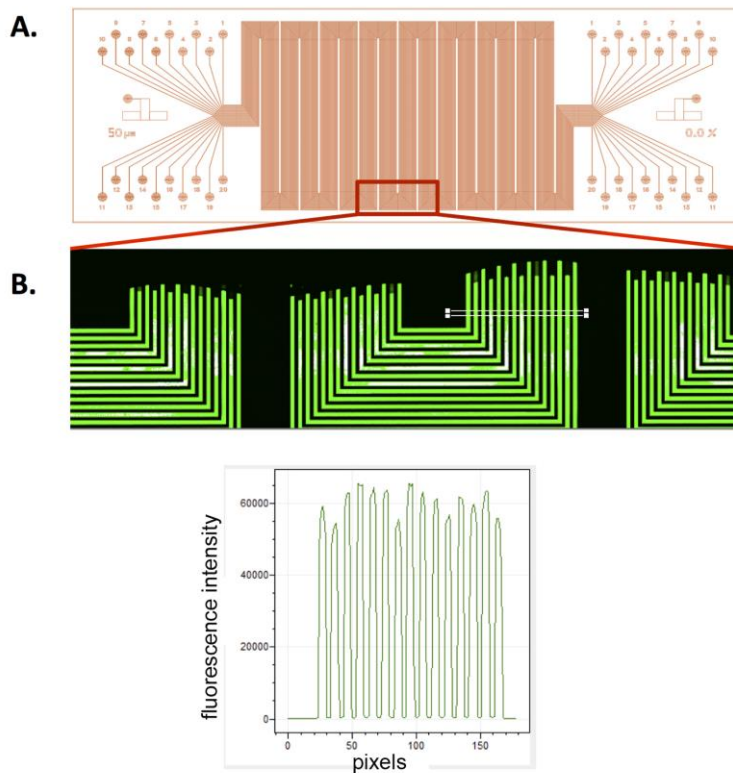 A.
9 7 5 3 1
10 8 6 4 2
1 3 5 7 9
2 4 6 8 10
50 µm
0.0 %
12 14 16 18 20
11 13 15 17 19
20 18 16 14 12
19 17 15 13 11
B.
fluorescence intensity
60000
40000
20000
0
0 50 100 150
pixels